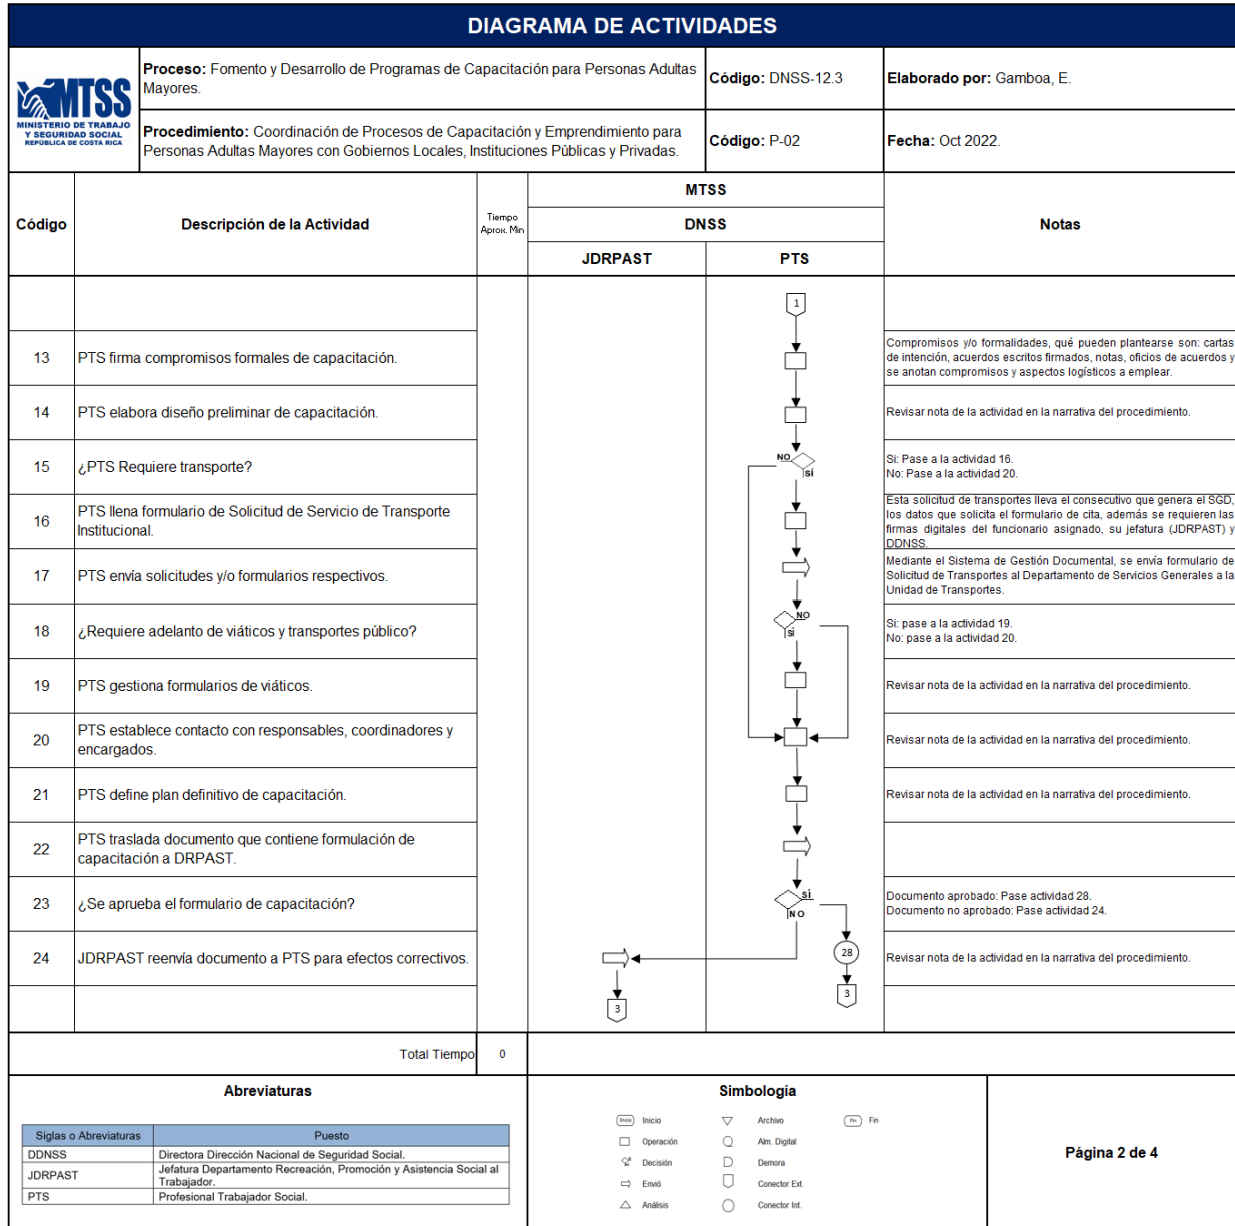 DIAGRAMA DE ACTIVIDADES
MTSS
MINISTERIO DE TRABAJO
Y SEGURIDAD SOCIAL
REPÚBLICA DE COSTA RICA
Proceso: Fomento y Desarrollo de Programas de Capacitación para Personas Adultas
Mayores.
Código: DNSS-12.3
Elaborado por: Gamboa, E.
Procedimiento: Coordinación de Procesos de Capacitación y Emprendimiento para
Personas Adultas Mayores con Gobiernos Locales, Instituciones Públicas y Privadas.
Código: P-02
Fecha: Oct 2022.
Código
Descripción de la Actividad
Tiempo
Aprox. Min
MTSS
DNSS
JDRPAST
PTS
Notas
1
13
PTS firma compromisos formales de capacitación.
Compromisos y/o formalidades, qué pueden plantearse son: cartas
de intención, acuerdos escritos firmados, notas, oficios de acuerdos y
se anotan compromisos y aspectos logísticos a emplear.
14
PTS elabora diseño preliminar de capacitación.
Revisar nota de la actividad en la narrativa del procedimiento.
15
¿PTS Requiere transporte?
NO
SÍ
Si: Pase a la actividad 16.
No: Pase a la actividad 20.
16
PTS llena formulario de Solicitud de Servicio de Transporte
Institucional.
Esta solicitud de transportes lleva el consecutivo que genera el SGD,
los datos que solicita el formulario de cita, además se requieren las
firmas digitales del funcionario asignado, su jefatura (JDRPAST) y
DDNSS.
17
PTS envía solicitudes y/o formularios respectivos.
Mediante el Sistema de Gestión Documental, se envía formulario de
Solicitud de Transportes al Departamento de Servicios Generales a la
Unidad de Transportes.
18
¿Requiere adelanto de viáticos y transportes público?
NO
SÍ
Si: pase a la actividad 19.
No: pase a la actividad 20.
19
PTS gestiona formularios de viáticos.
Revisar nota de la actividad en la narrativa del procedimiento.
20
PTS establece contacto con responsables, coordinadores y
encargados.
Revisar nota de la actividad en la narrativa del procedimiento.
21
PTS define plan definitivo de capacitación.
Revisar nota de la actividad en la narrativa del procedimiento.
22
PTS traslada documento que contiene formulación de
capacitación a DRPAST.
23
¿Se aprueba el formulario de capacitación?
SÍ
NO
Documento aprobado: Pase actividad 28.
Documento no aprobado: Pase actividad 24.
24
JDRPAST reenvía documento a PTS para efectos correctivos.
28
Revisar nota de la actividad en la narrativa del procedimiento.
3
3
Total Tiempo
0
Abreviaturas
Siglas o Abreviaturas
Puesto
DDNSS
Directora Dirección Nacional de Seguridad Social.
JDRPAST
Jefatura Departamento Recreación, Promoción y Asistencia Social al
Trabajador.
PTS
Profesional Trabajador Social.
Simbología
Inicio
Inicio
Archivo
Fin
Fin
Operación
Alm. Digital
Decisión
Demora
Envió
Conector Ext.
Análisis
Conector Int.
Página 2 de 4